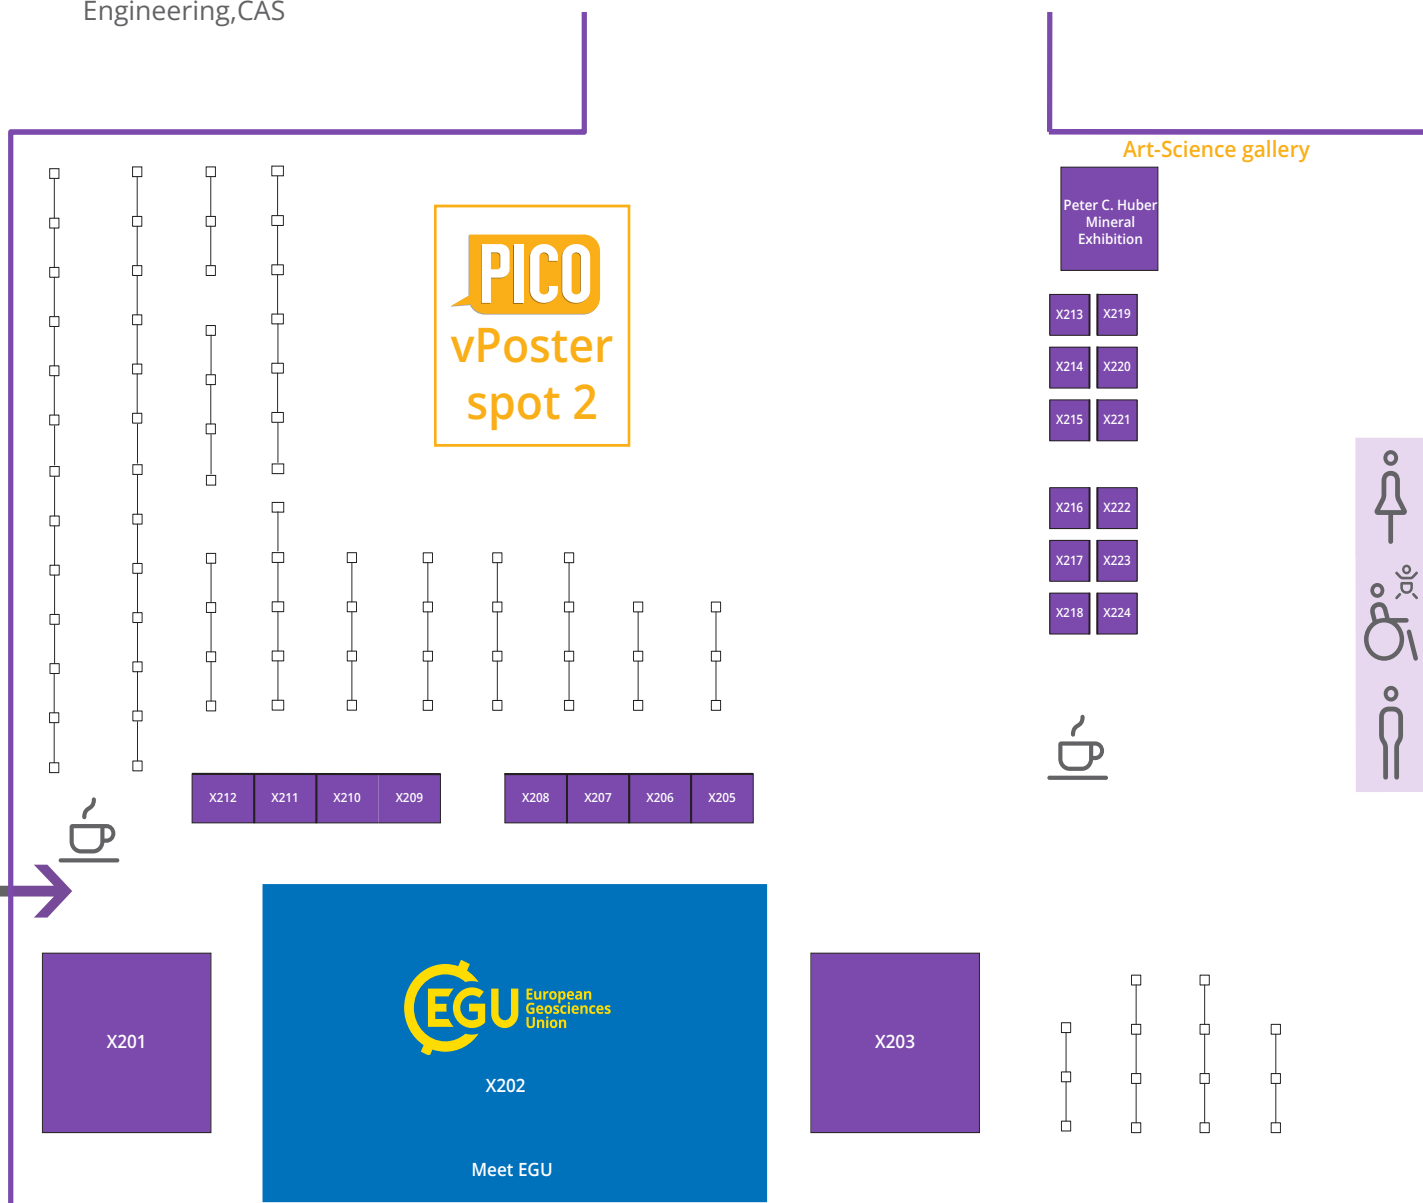 Engineering,CAS
Art-Science gallery
Peter C. Huber
Mineral
Exhibition
PICO
vPoster
spot 2
X213 X219
X214 X220
X215 X221
X216 X222
X217 X223
X218 X224
X212 X211 X210 X209 X208 X207 X206 X205
EGU
European
Geosciences
Union
X201
X203
X202
Meet EGU